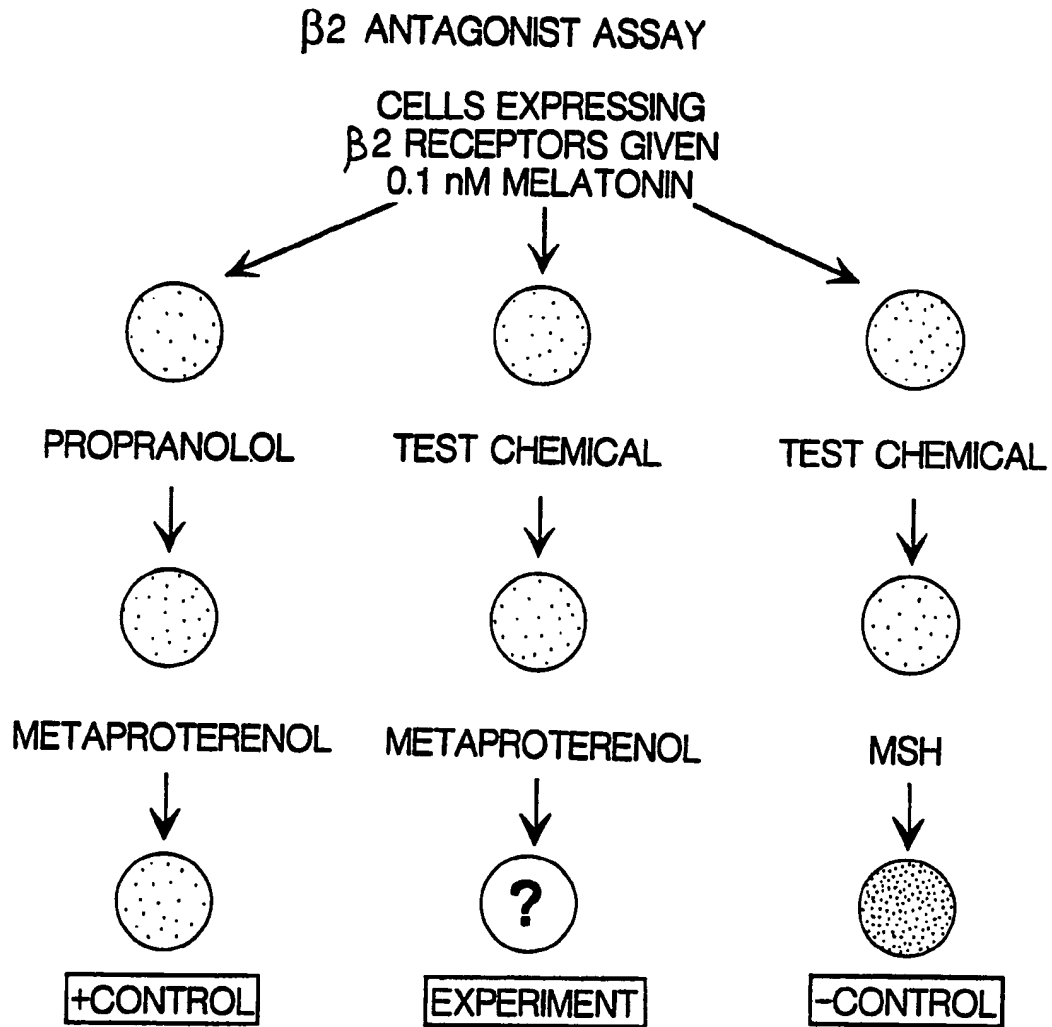 β2 ANTAGONIST ASSAY
CELLS EXPRESSING
β2 RECEPTORS GIVEN
0.1 nM MELATONIN
PROPRANOLOL
TEST CHEMICAL
TEST CHEMICAL
METAPROTERENOL
METAPROTERENOL
MSH
?
+CONTROL
EXPERIMENT
-CONTROL